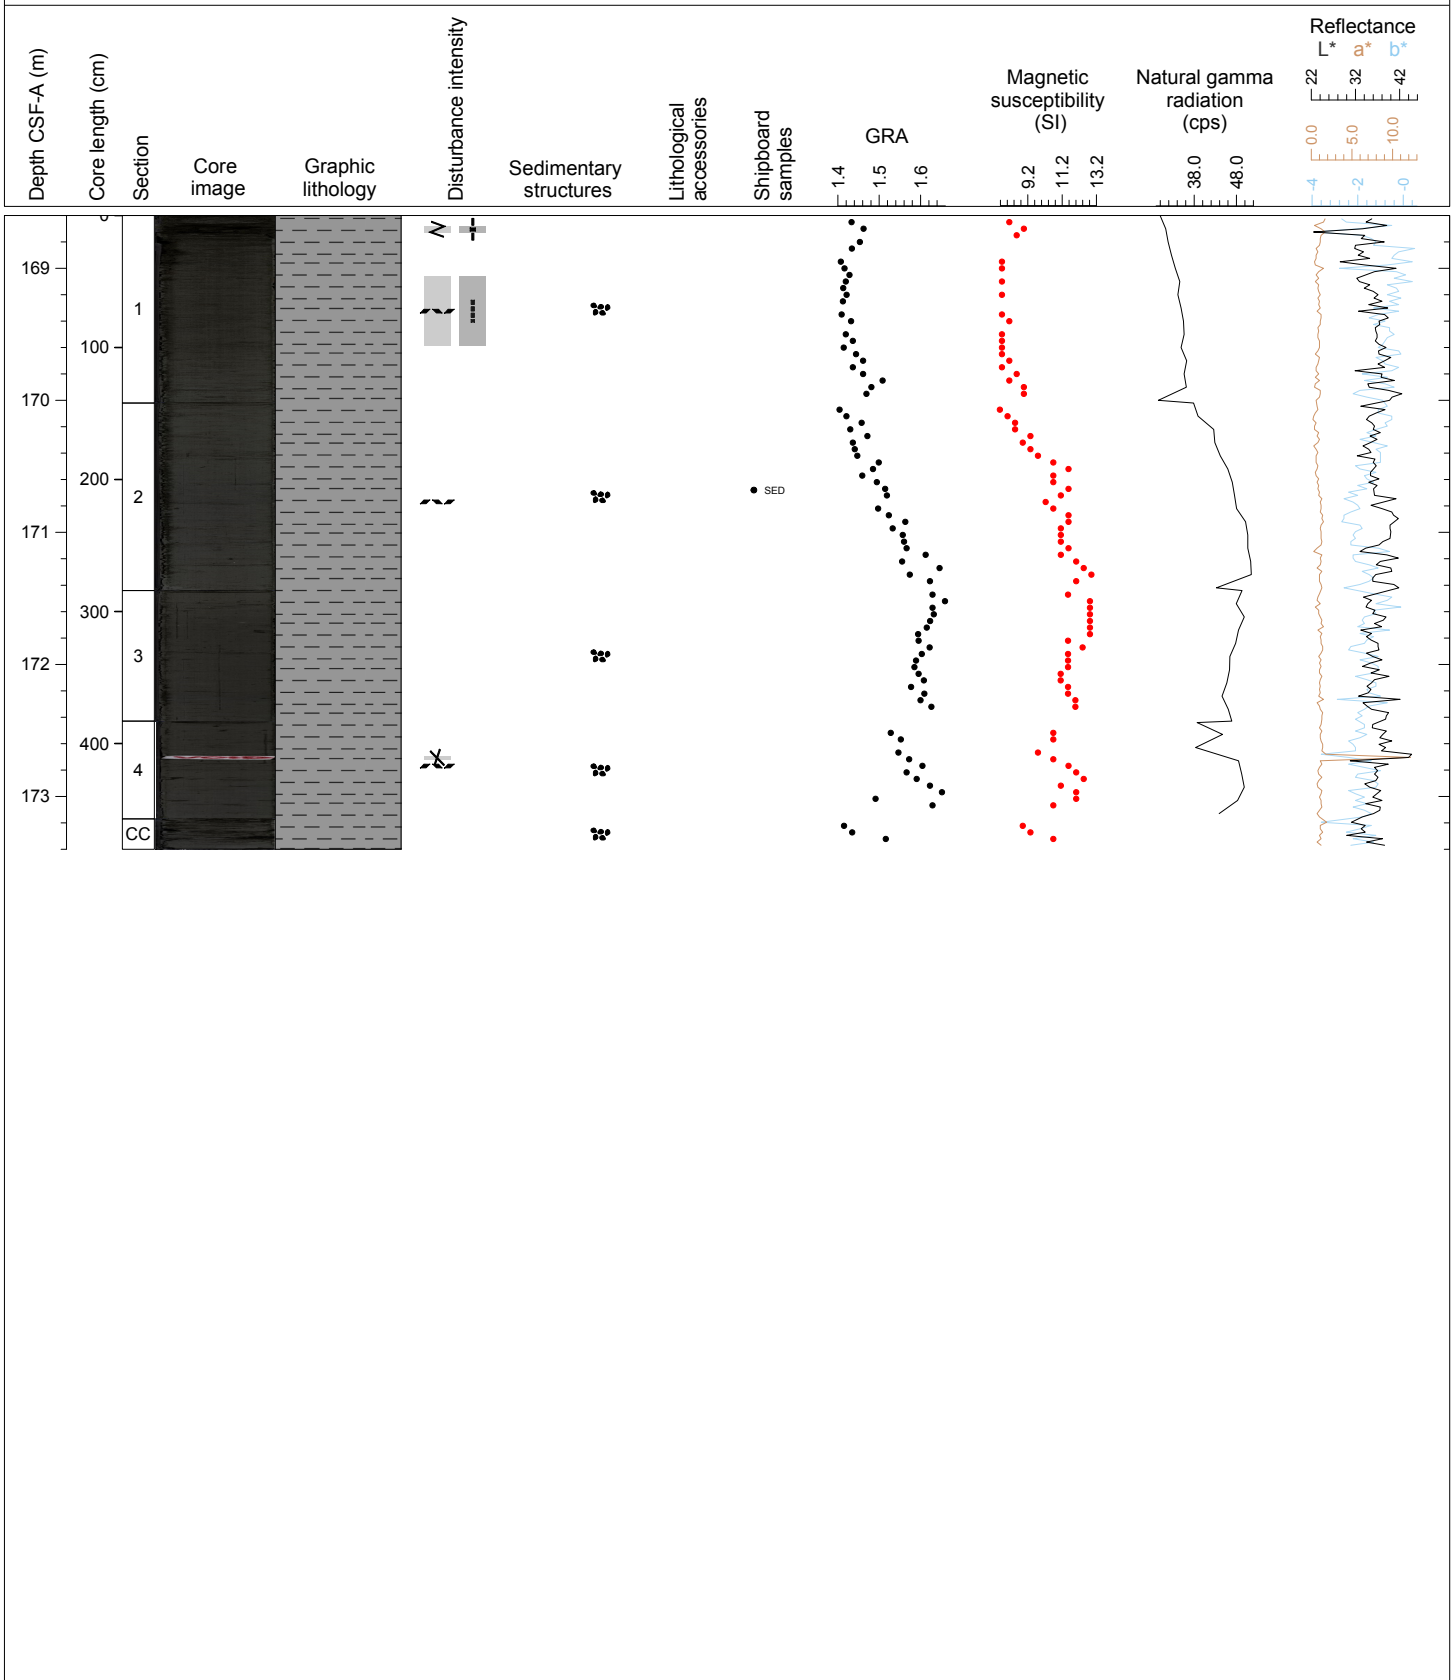 Depth CSF-A (m)
Core length (cm)
Section
Core
image
Graphic
lithology
Disturbance intensity
Sedimentary
structures
Lithological
accessories
Shipboard
samples
GRA
1.4
1.5
1.6
Magnetic
susceptibility
(SI)
9.2
11.2
13.2
Natural gamma
radiation
(cps)
38.0
48.0
Reflectance
L* a* b*
22
32
42
0.0
5.0
10.0
-4
-2
-0
0
169
1
100
170
200
2
SED
171
300
3
172
400
4
173
CC